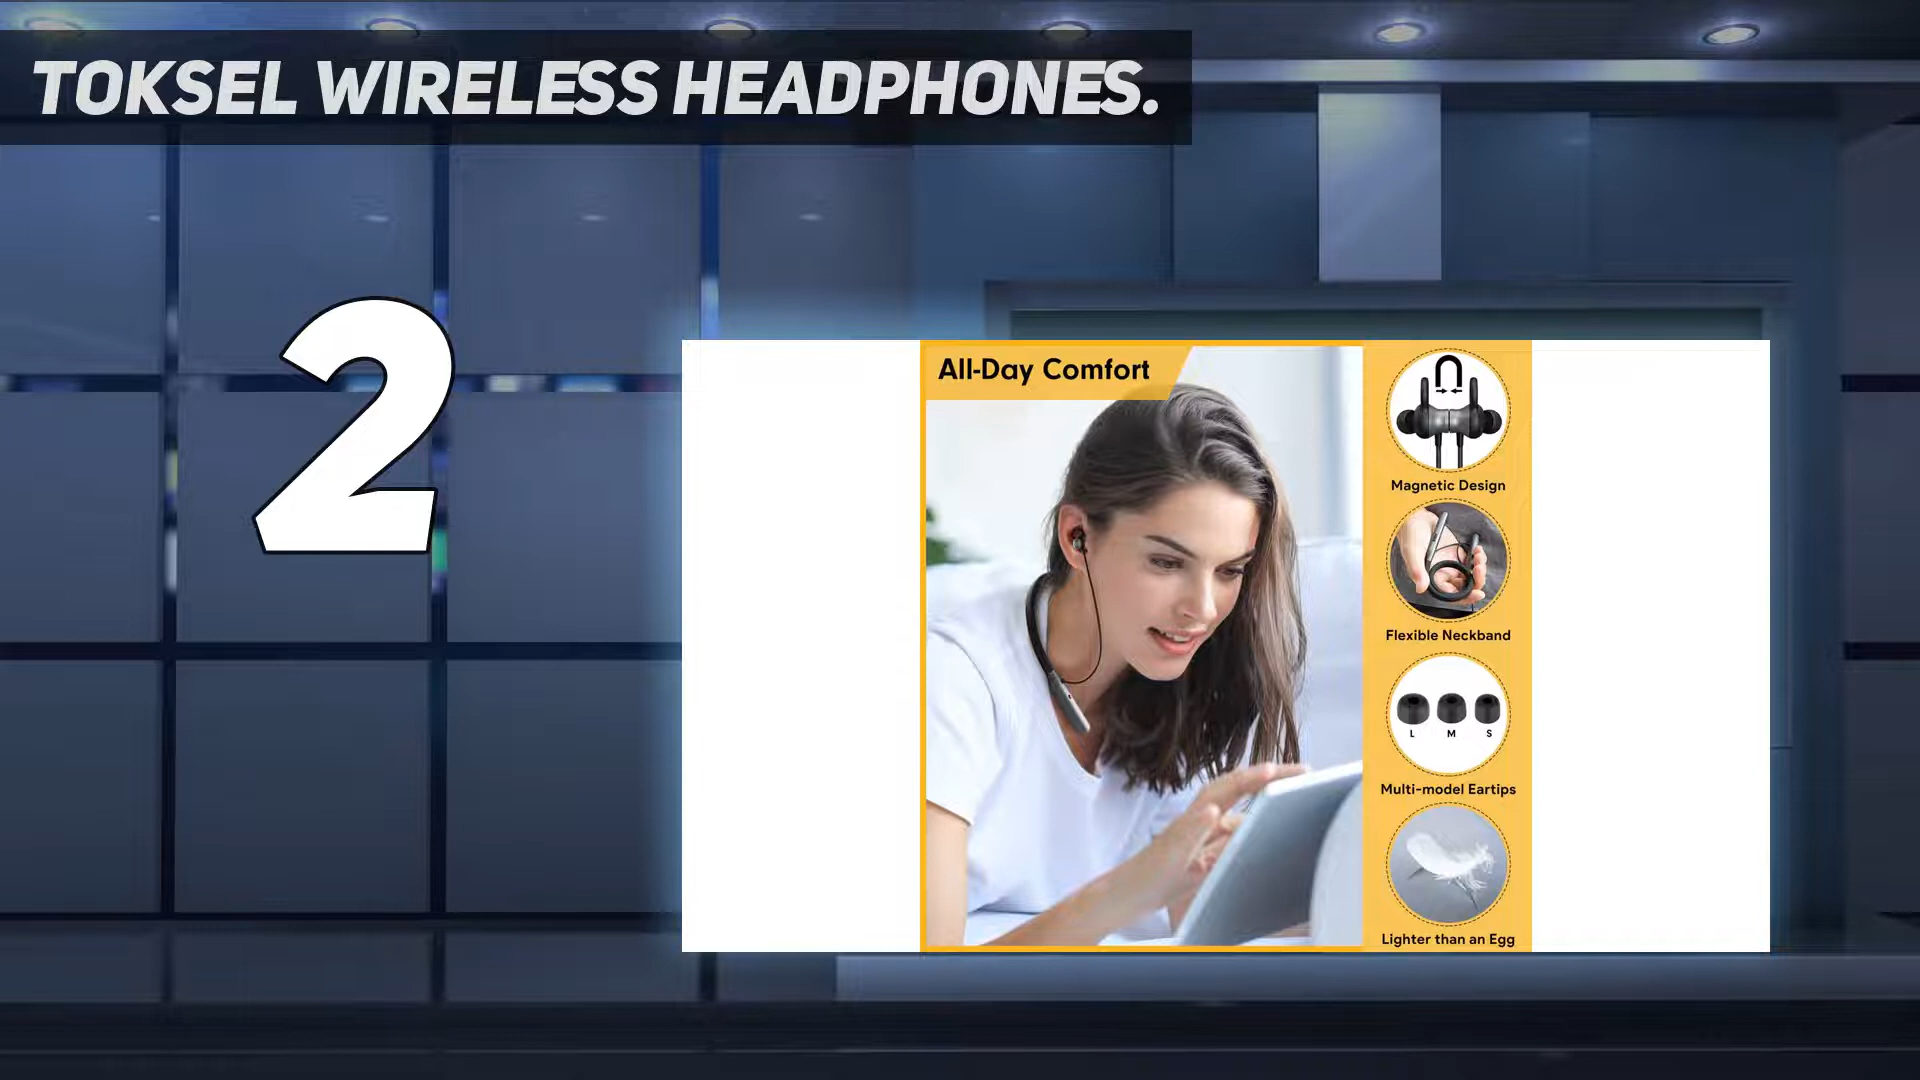 TOKSEL WIRELESS HEADPHONES.
2
All-Day Comfort
Magnetic Design
Flexible Neckband
L M S
Multi-model Eartips
Lighter than an Egg